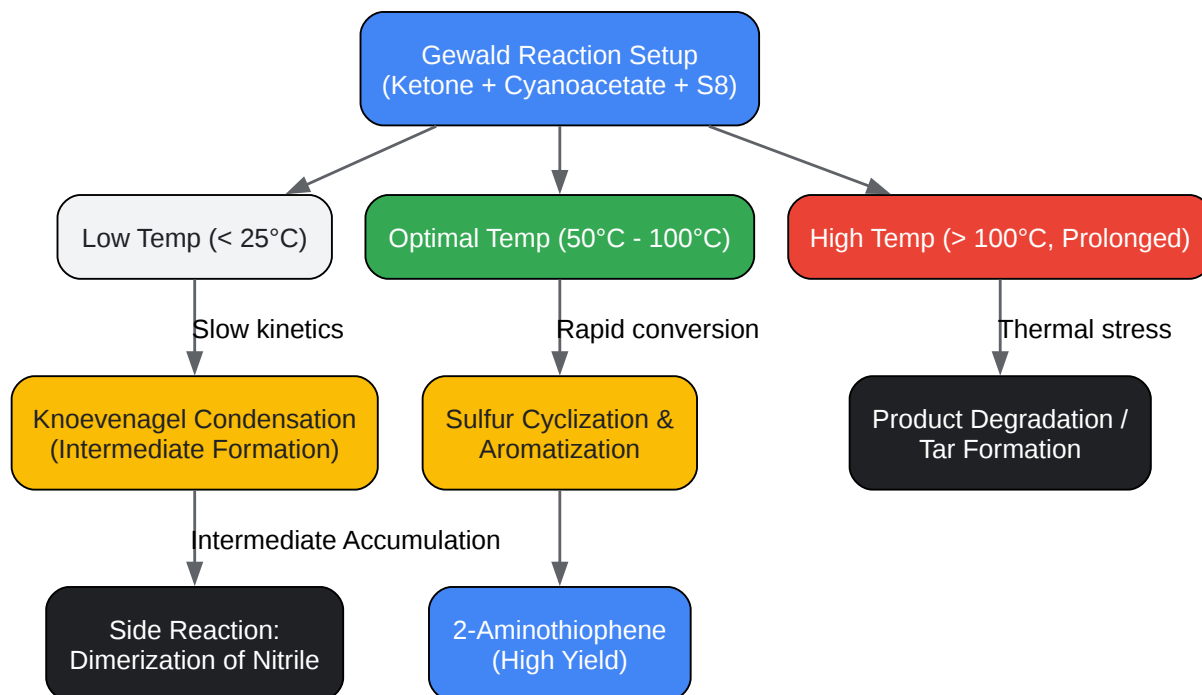 Gewald Reaction Setup
(Ketone + Cyanoacetate + S8)
Low Temp (< 25°C)
Optimal Temp (50°C - 100°C)
High Temp (> 100°C, Prolonged)
Slow kinetics
Rapid conversion
Thermal stress
Knoevenagel Condensation
(Intermediate Formation)
Sulfur Cyclization &
Aromatization
Product Degradation /
Tar Formation
Intermediate Accumulation
Side Reaction:
Dimerization of Nitrile
2-Aminothiophene
(High Yield)